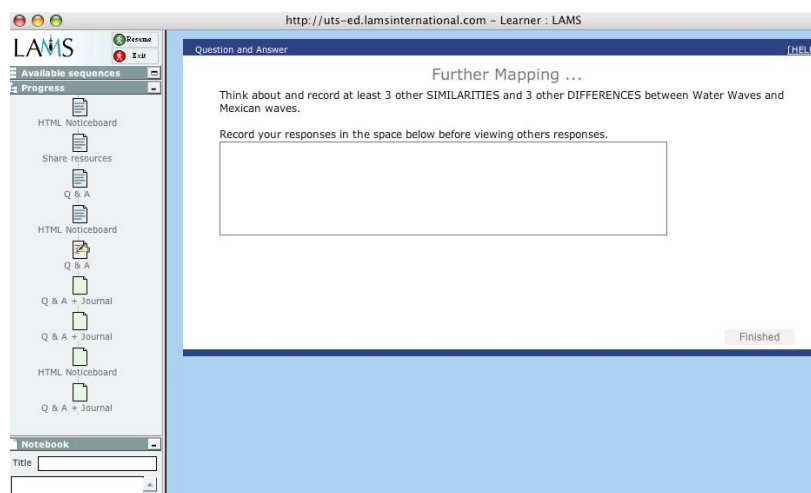 http://uts-ed.lamsinternational.com - Learner : LAMS
LAMS
Resume
Exit
Available sequences
Progress
HTML Noticeboard
Share resources
Q & A
HTML Noticeboard
Q & A
Q & A + Journal
Q & A + Journal
HTML Noticeboard
Q & A + Journal
Notebook
Title
Question and Answer
[HELP
Further Mapping ...
Think about and record at least 3 other SIMILARITIES and 3 other DIFFERENCES between Water Waves and
Mexican waves.
Record your responses in the space below before viewing others responses.
Finished